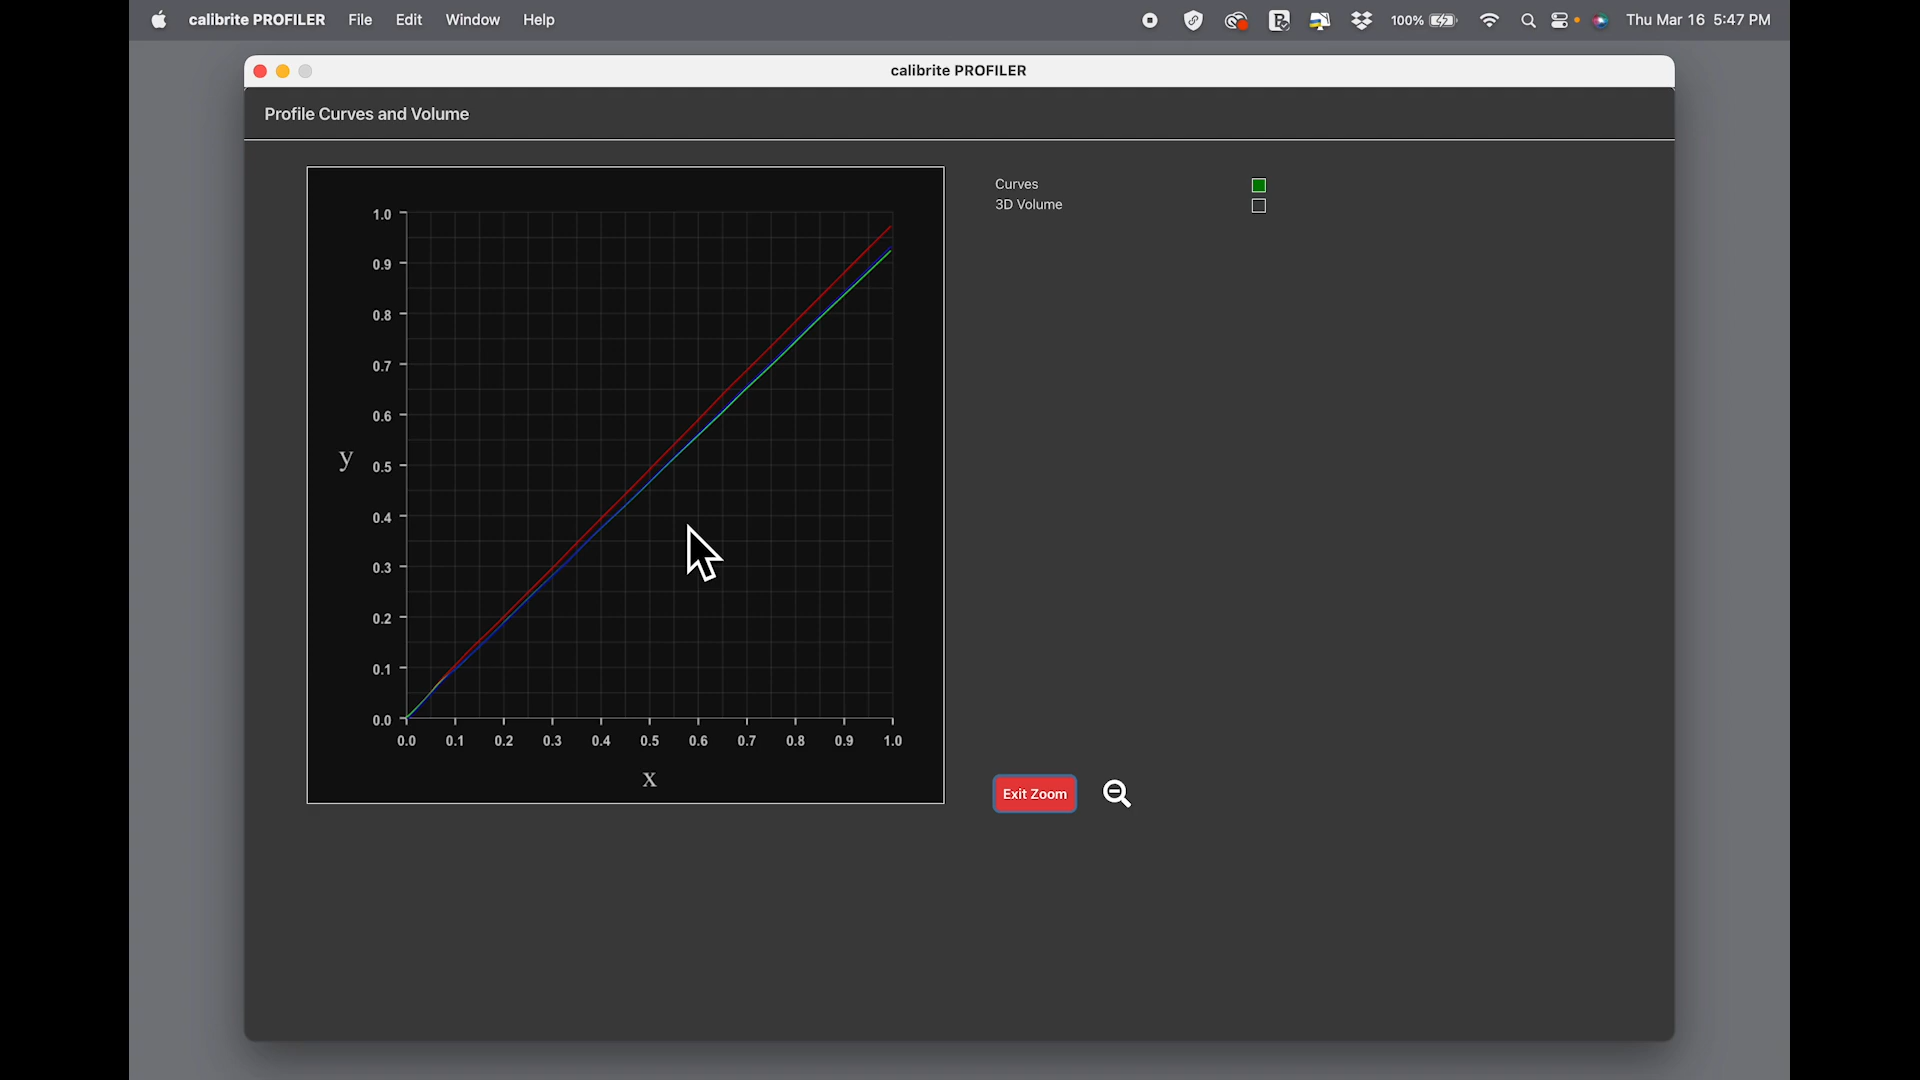 calibrite PROFILER File Edit Window Help 100% Thu Mar 16 5:47 PM
calibrite PROFILER
Profile Curves and Volume
Curves
3D Volume
1.0
0.9
0.8
0.7
0.6
y
0.5
0.4
0.3
0.2
0.1
0.0
0.0 0.1 0.2 0.3 0.4 0.5 0.6 0.7 0.8 0.9 1.0
x
Exit Zoom